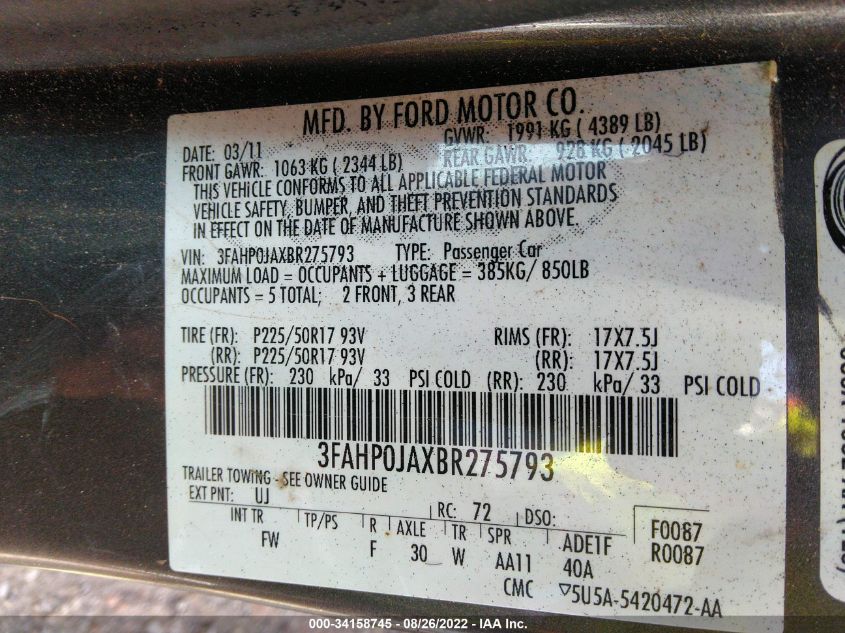 MFD. BY FORD MOTOR CO.
DATE: 03/11 GVWR: 1991 KG ( 4389 LB)
FRONT GAWR: 1063 KG ( 2344 LB) REAR GAWR: 928 KG ( 2045 LB)
THIS VEHICLE CONFORMS TO ALL APPLICABLE FEDERAL MOTOR
VEHICLE SAFETY, BUMPER, AND THEFT PREVENTION STANDARDS
IN EFFECT ON THE DATE OF MANUFACTURE SHOWN ABOVE.
VIN: 3FAHP0JAXBR275793 TYPE: Passenger Car
MAXIMUM LOAD = OCCUPANTS + LUGGAGE = 385KG/ 850LB
OCCUPANTS = 5 TOTAL; 2 FRONT, 3 REAR
TIRE (FR): P225/50R17 93V RIMS (FR): 17X7.5J
(RR): P225/50R17 93V (RR): 17X7.5J
PRESSURE (FR): 230 kPa/ 33 PSI COLD (RR): 230 kPa/ 33 PSI COLD
3FAHP0JAXBR275793
TRAILER TOWING - SEE OWNER GUIDE
EXT PNT: UJ RC: 72 DSO: F0087
INT TR TP/PS R AXLE TR SPR ADE1F R0087
FW F 30 W AA11 40A
CMC ▽5U5A-5420472-AA
000-34158745 - 08/26/2022 - IAA Inc.